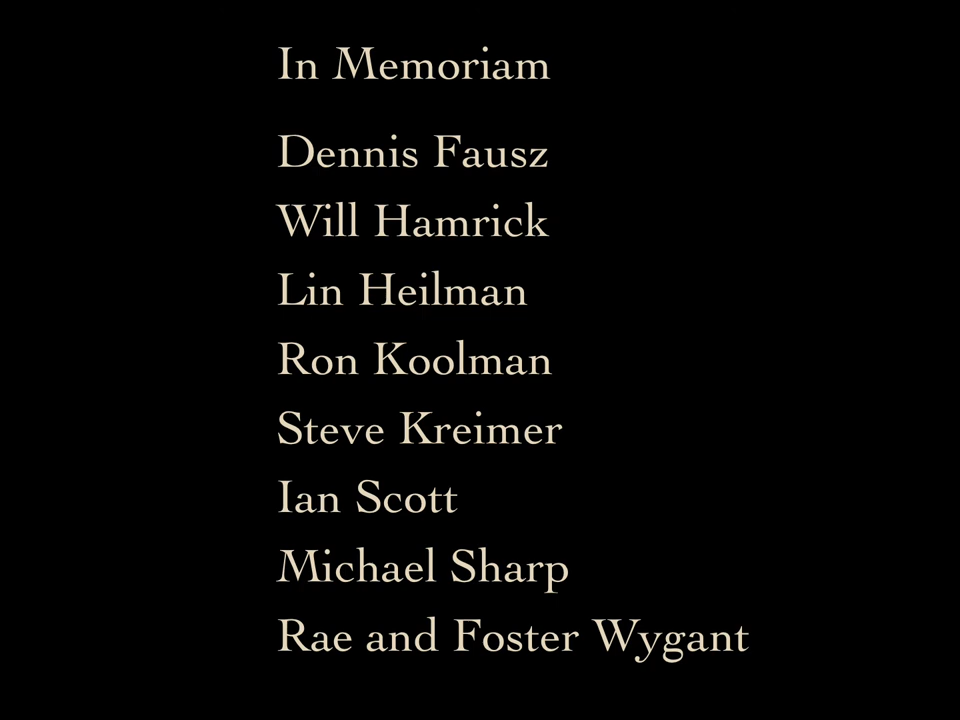 In Memoriam
Dennis Fausz
Will Hamrick
Lin Heilman
Ron Koolman
Steve Kreimer
Ian Scott
Michael Sharp
Rae and Foster Wygant